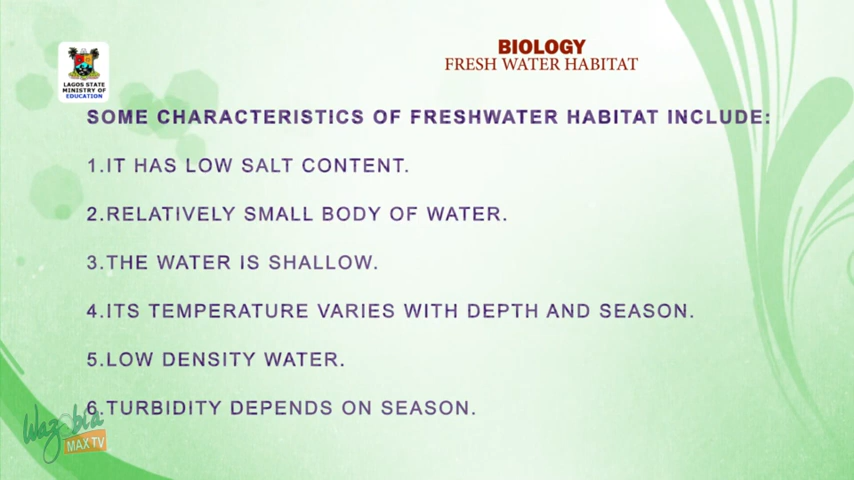 LAGOS STATE
MINISTRY OF
EDUCATION
BIOLOGY
FRESH WATER HABITAT
SOME CHARACTERISTICS OF FRESHWATER HABITAT INCLUDE:
1.IT HAS LOW SALT CONTENT.
2.RELATIVELY SMALL BODY OF WATER.
3.THE WATER IS SHALLOW.
4.ITS TEMPERATURE VARIES WITH DEPTH AND SEASON.
5.LOW DENSITY WATER.
6.TURBIDITY DEPENDS ON SEASON.
Wazobia
MAX TV